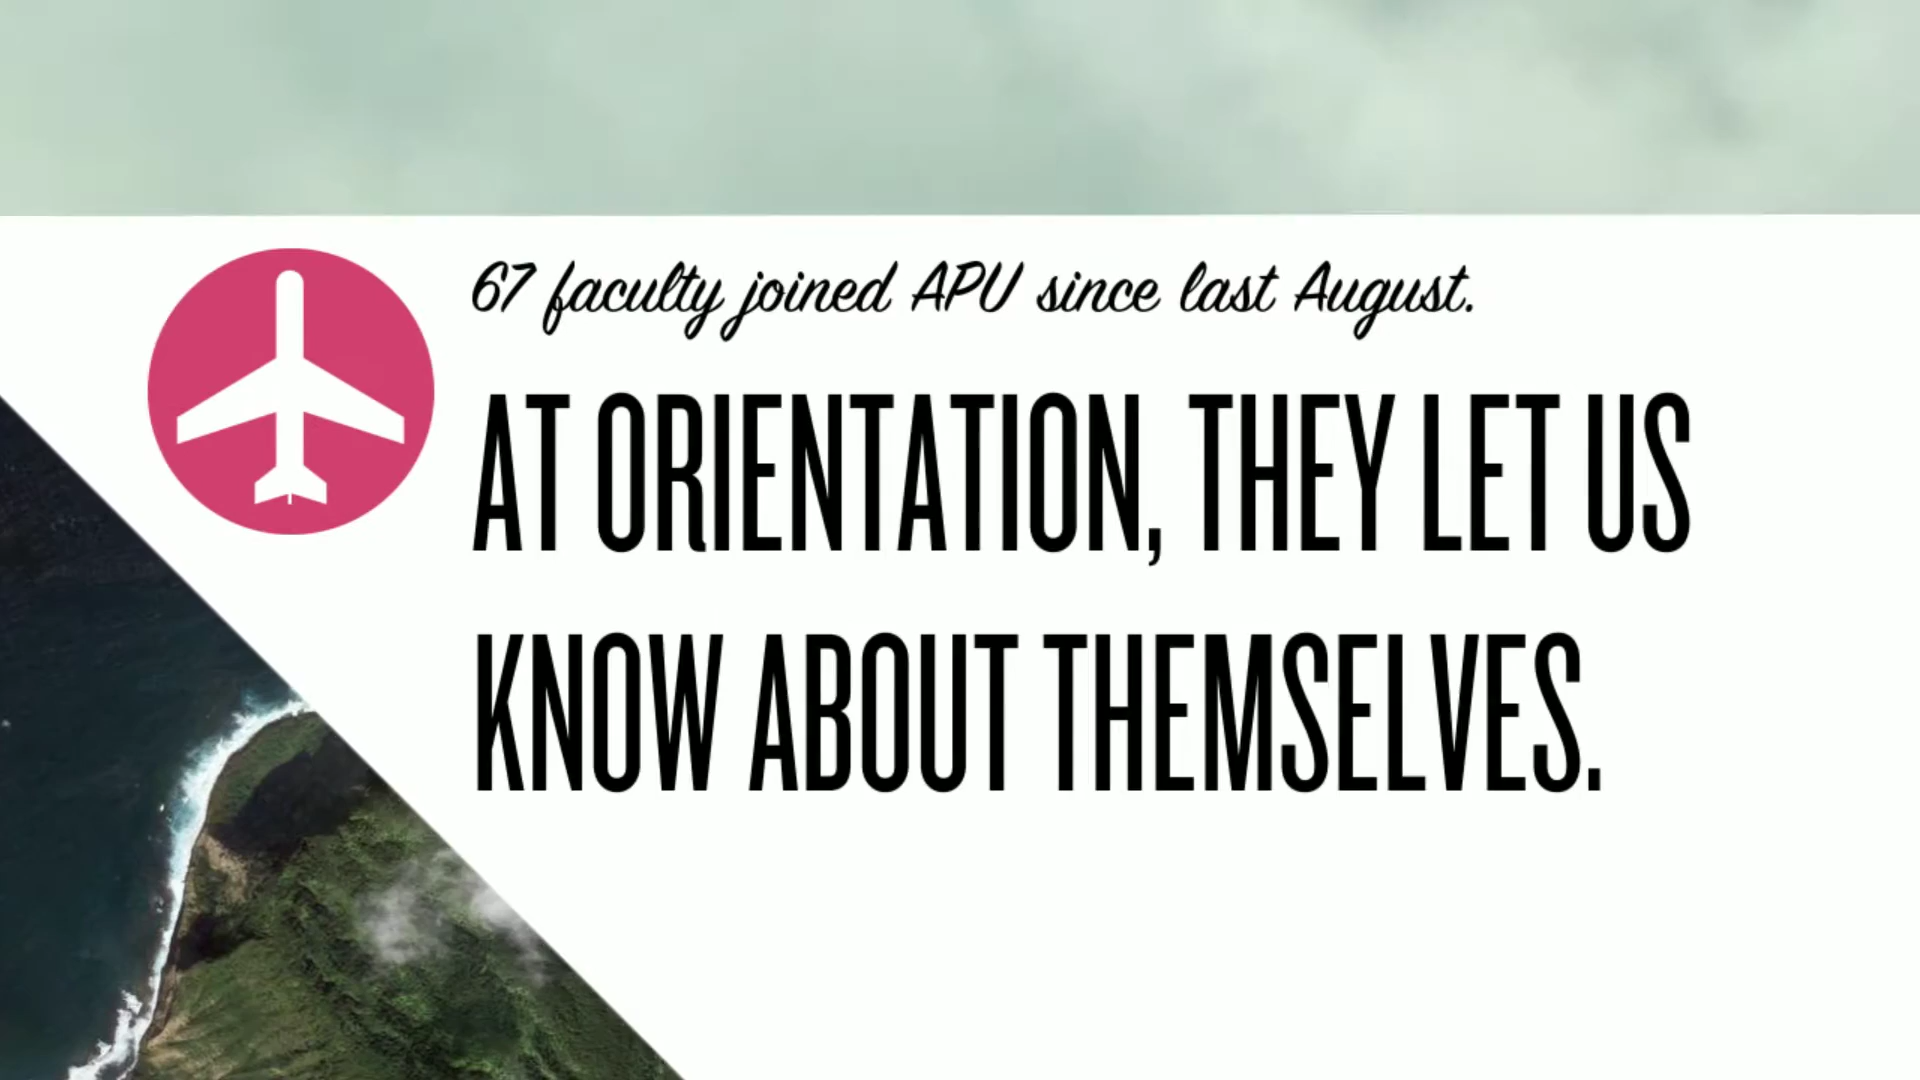 67 faculty joined APU since last August.
AT ORIENTATION, THEY LET US
KNOW ABOUT THEMSELVES.